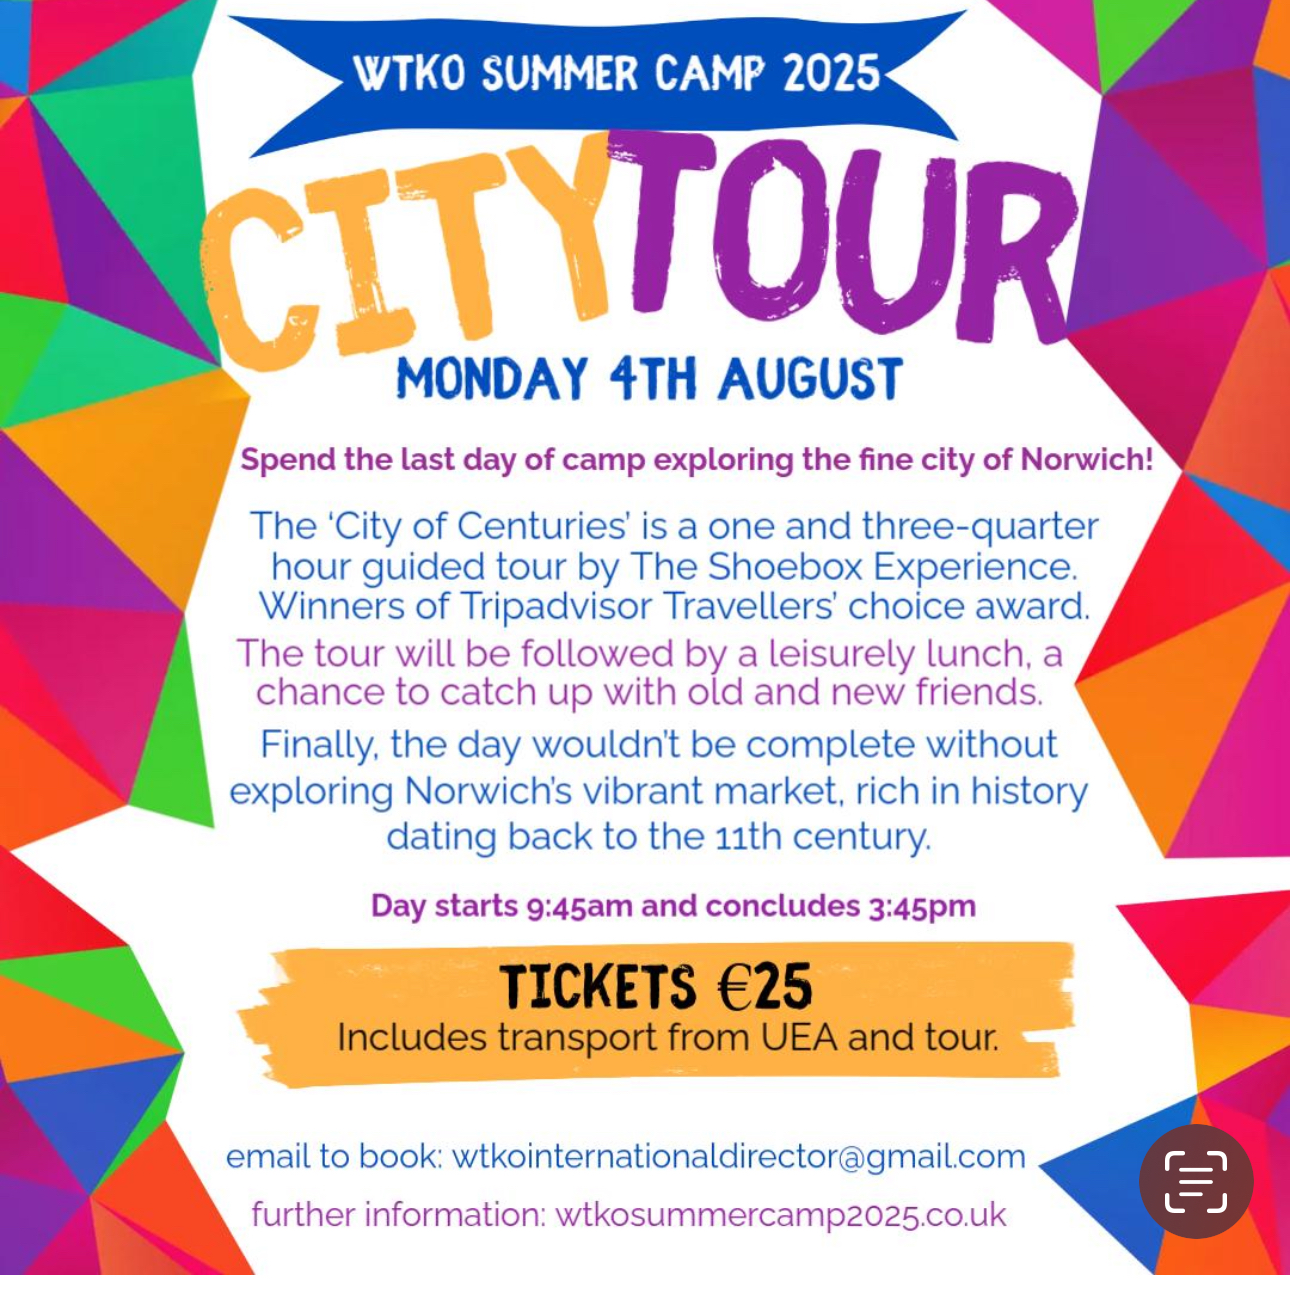 WTKO SUMMER CAMP 2025
CITY TOUR
MONDAY 4TH AUGUST
Spend the last day of camp exploring the fine city of Norwich!
The ‘City of Centuries’ is a one and three-quarter
hour guided tour by The Shoebox Experience.
Winners of Tripadvisor Travellers’ choice award.
The tour will be followed by a leisurely lunch, a
chance to catch up with old and new friends.
Finally, the day wouldn’t be complete without
exploring Norwich’s vibrant market, rich in history
dating back to the 11th century.
Day starts 9:45am and concludes 3:45pm
TICKETS €25
Includes transport from UEA and tour.
email to book: wtkointernationaldirector@gmail.com
further information: wtkosummercamp2025.co.uk